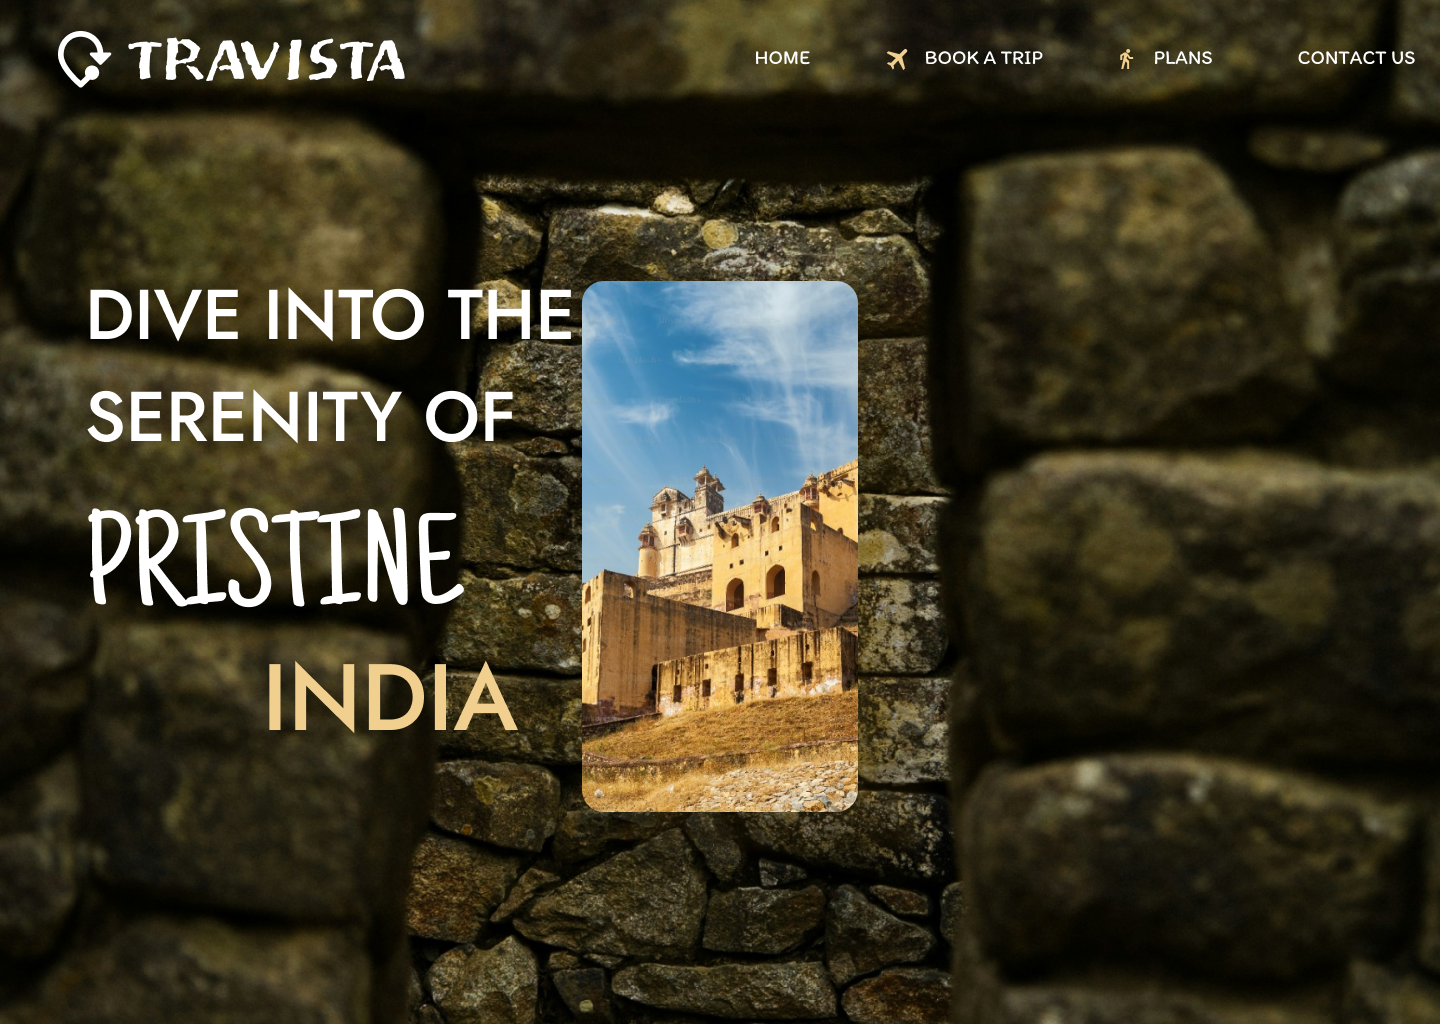 TRAVISTA
HOME
BOOK A TRIP
PLANS
CONTACT US
DIVE INTO THE
SERENITY OF
PRISTINE
INDIA